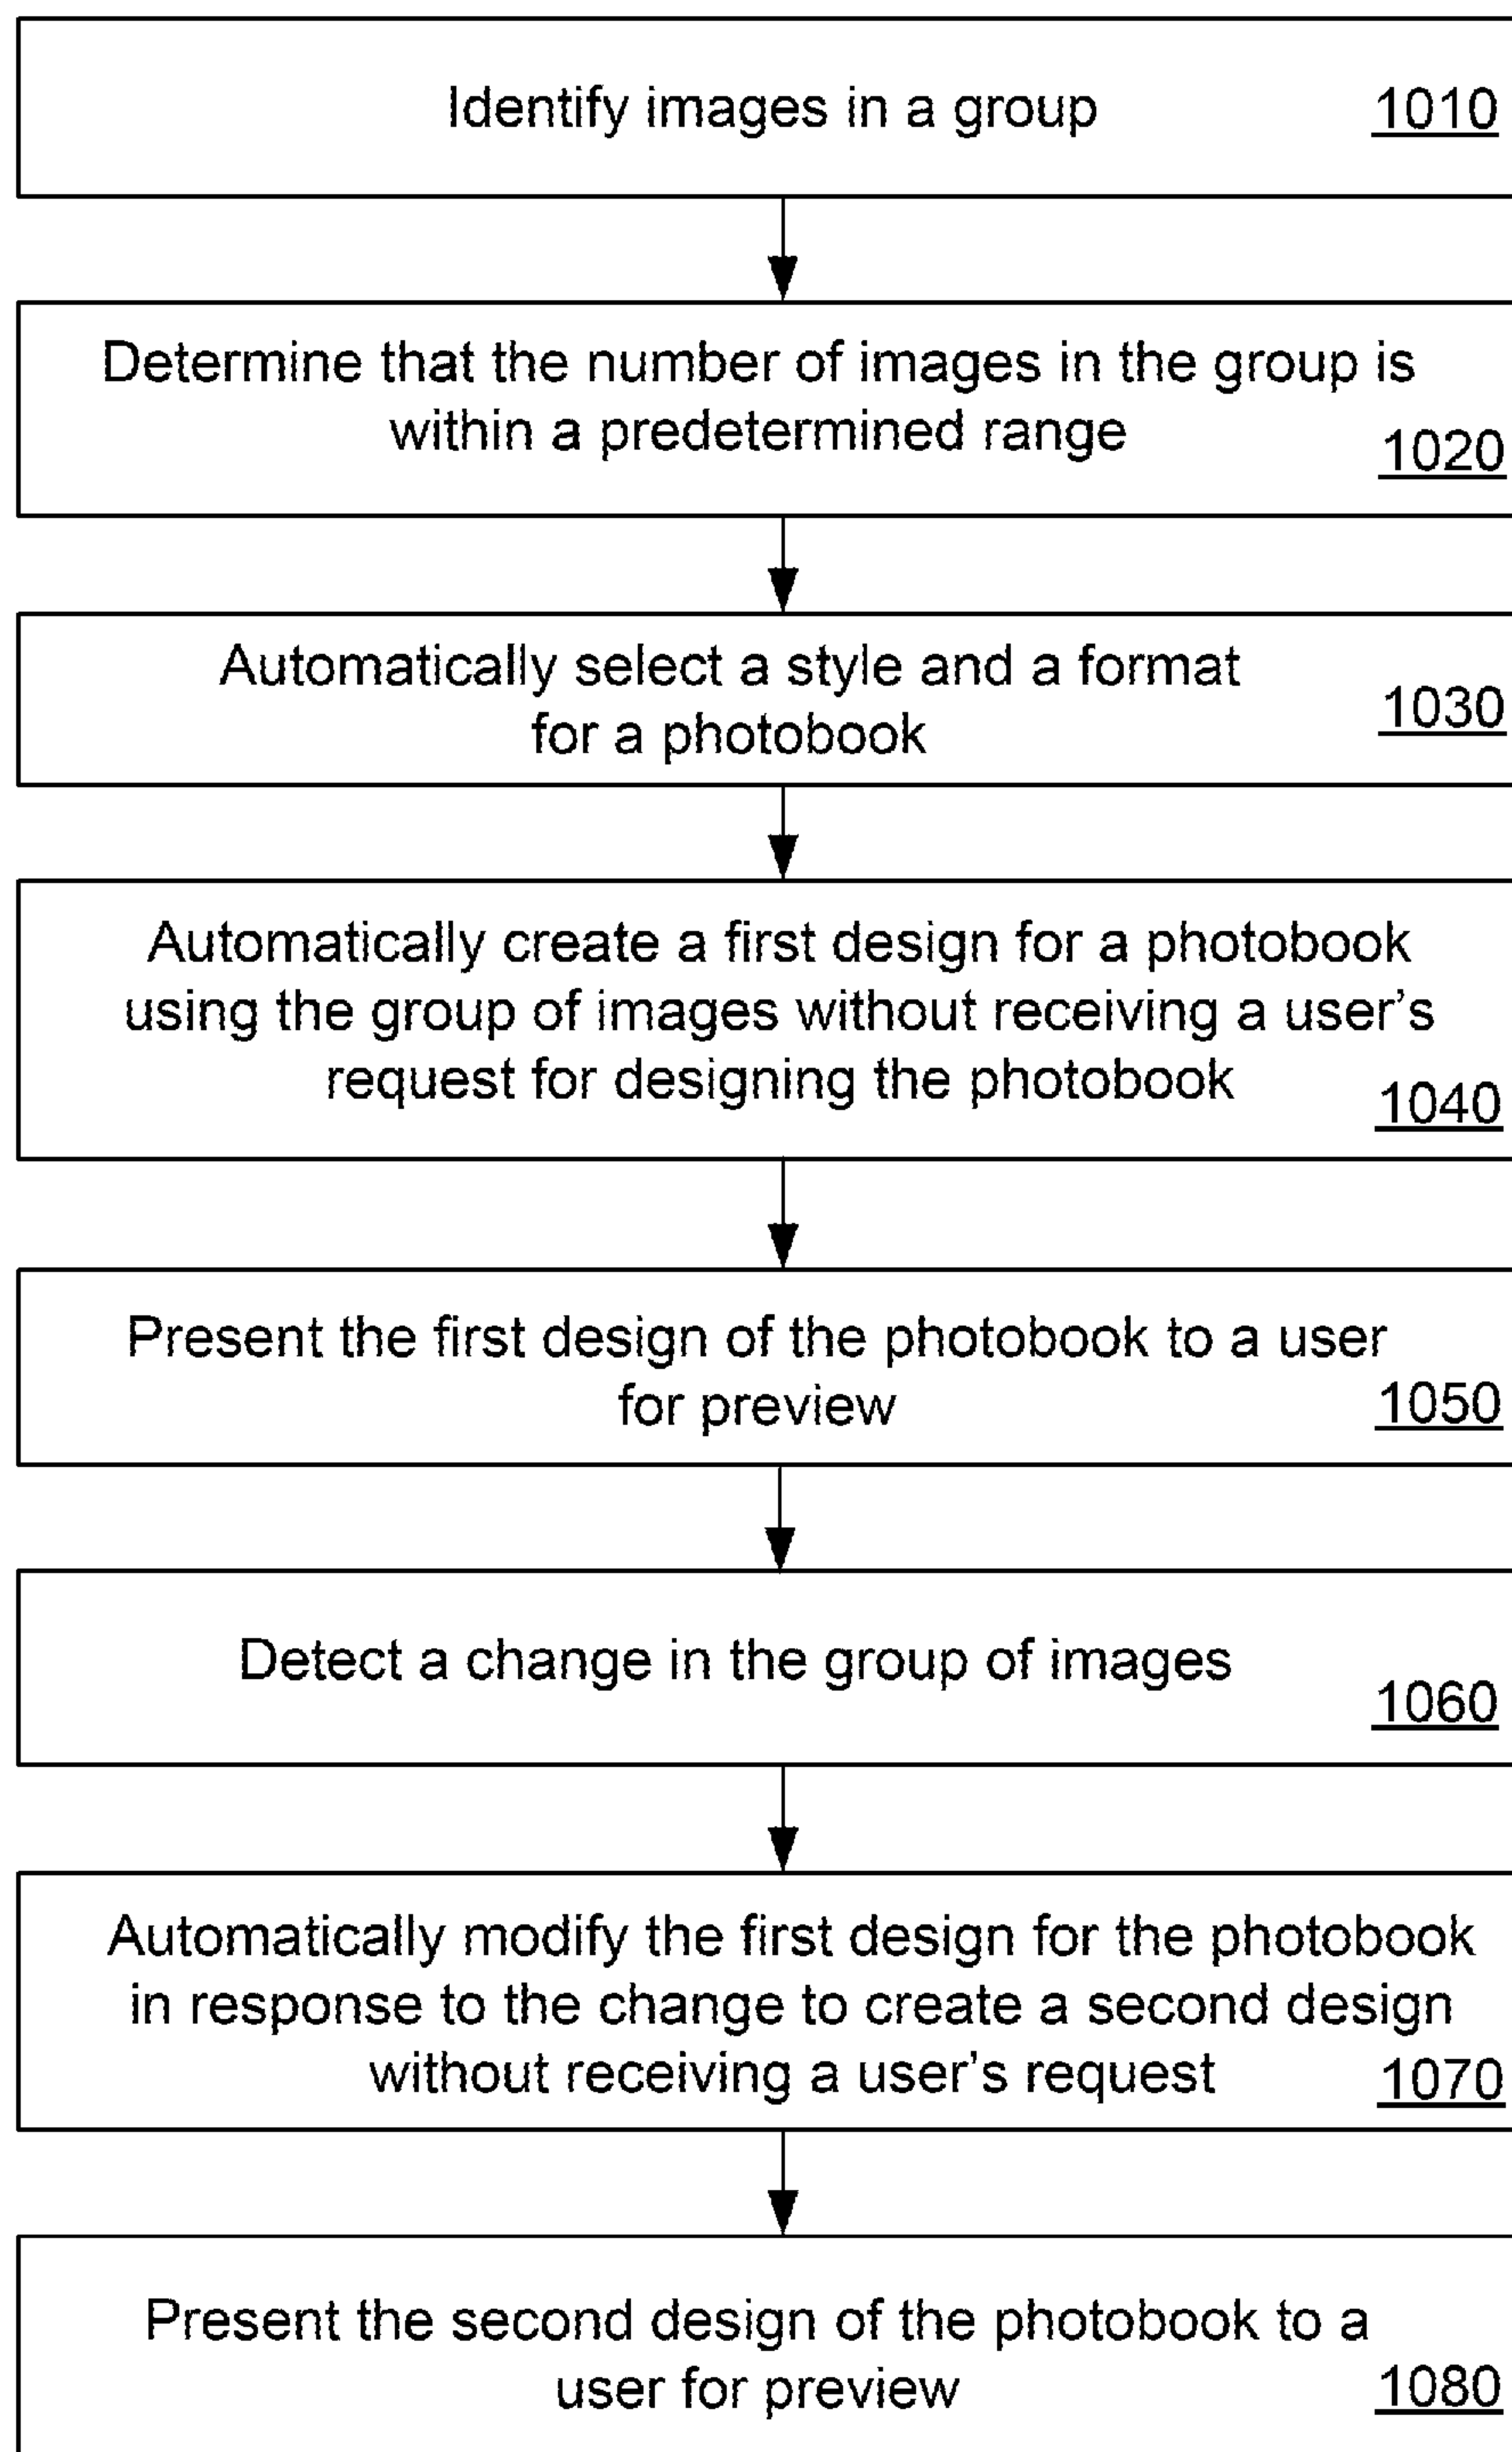 Identify images in a group
1010
Determine that the number of images in the group is
within a predetermined range
1020
Automatically select a style and a format
for a photobook
1030
Automatically create a first design for a photobook
using the group of images without receiving a user's
request for designing the photobook
1040
Present the first design of the photobook to a user
for preview
1050
Detect a change in the group of images
1060
Automatically modify the first design for the photobook
in response to the change to create a second design
without receiving a user's request
1070
Present the second design of the photobook to a
user for preview
1080